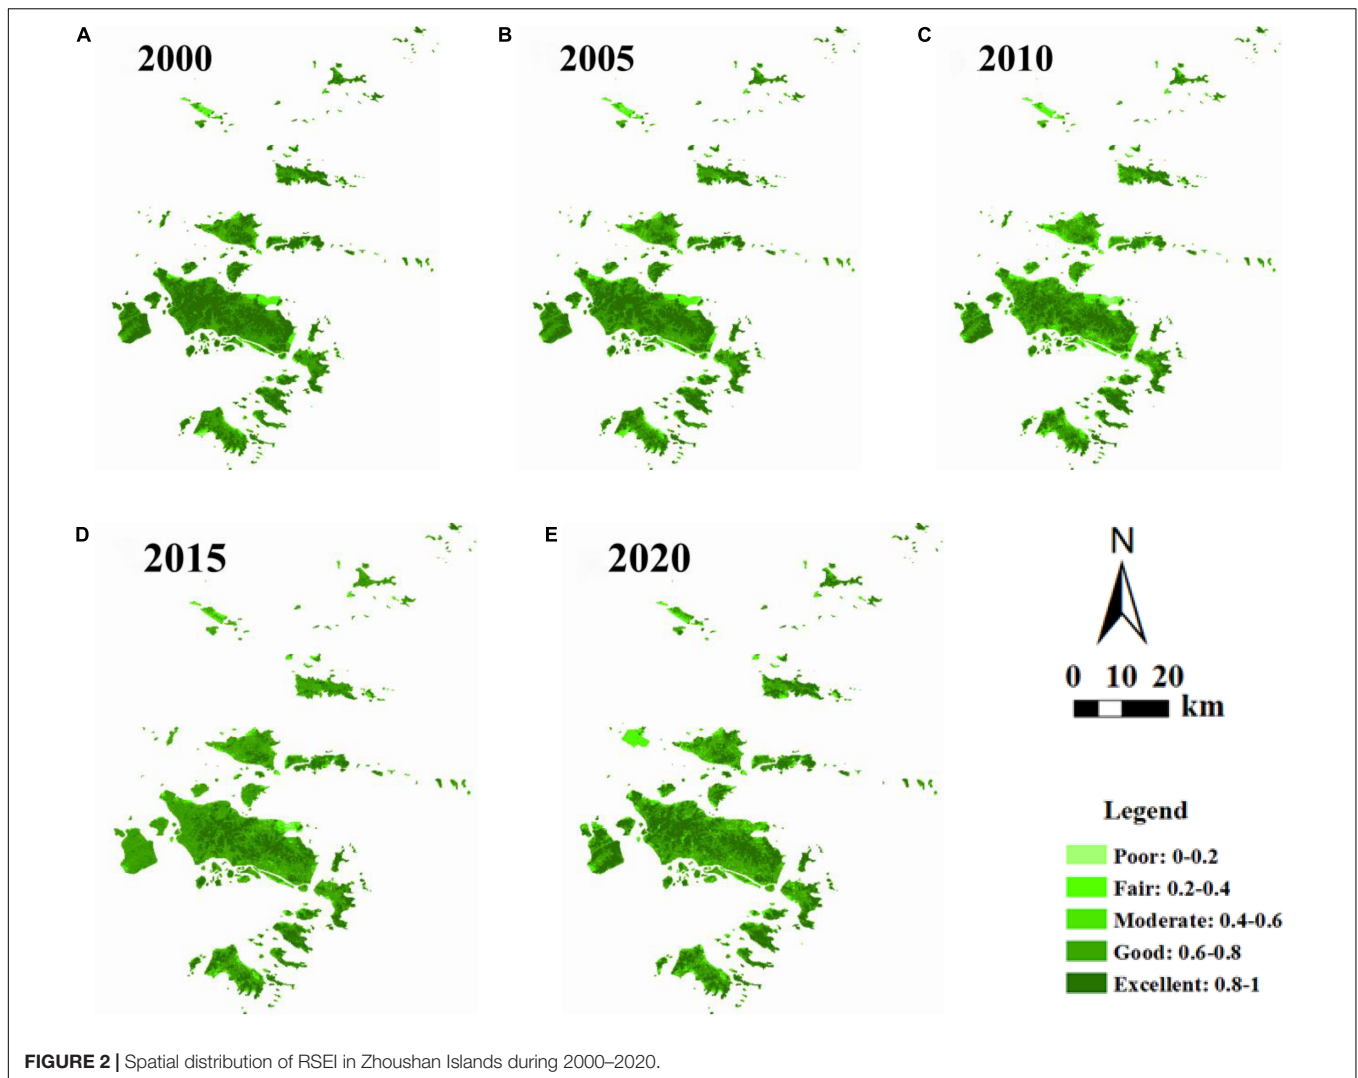 A
2000
B
2005
C
2010
D
2015
E
2020
N
0 10 20
km
Legend
Poor: 0-0.2
Fair: 0.2-0.4
Moderate: 0.4-0.6
Good: 0.6-0.8
Excellent: 0.8-1
FIGURE 2 | Spatial distribution of RSEI in Zhoushan Islands during 2000–2020.